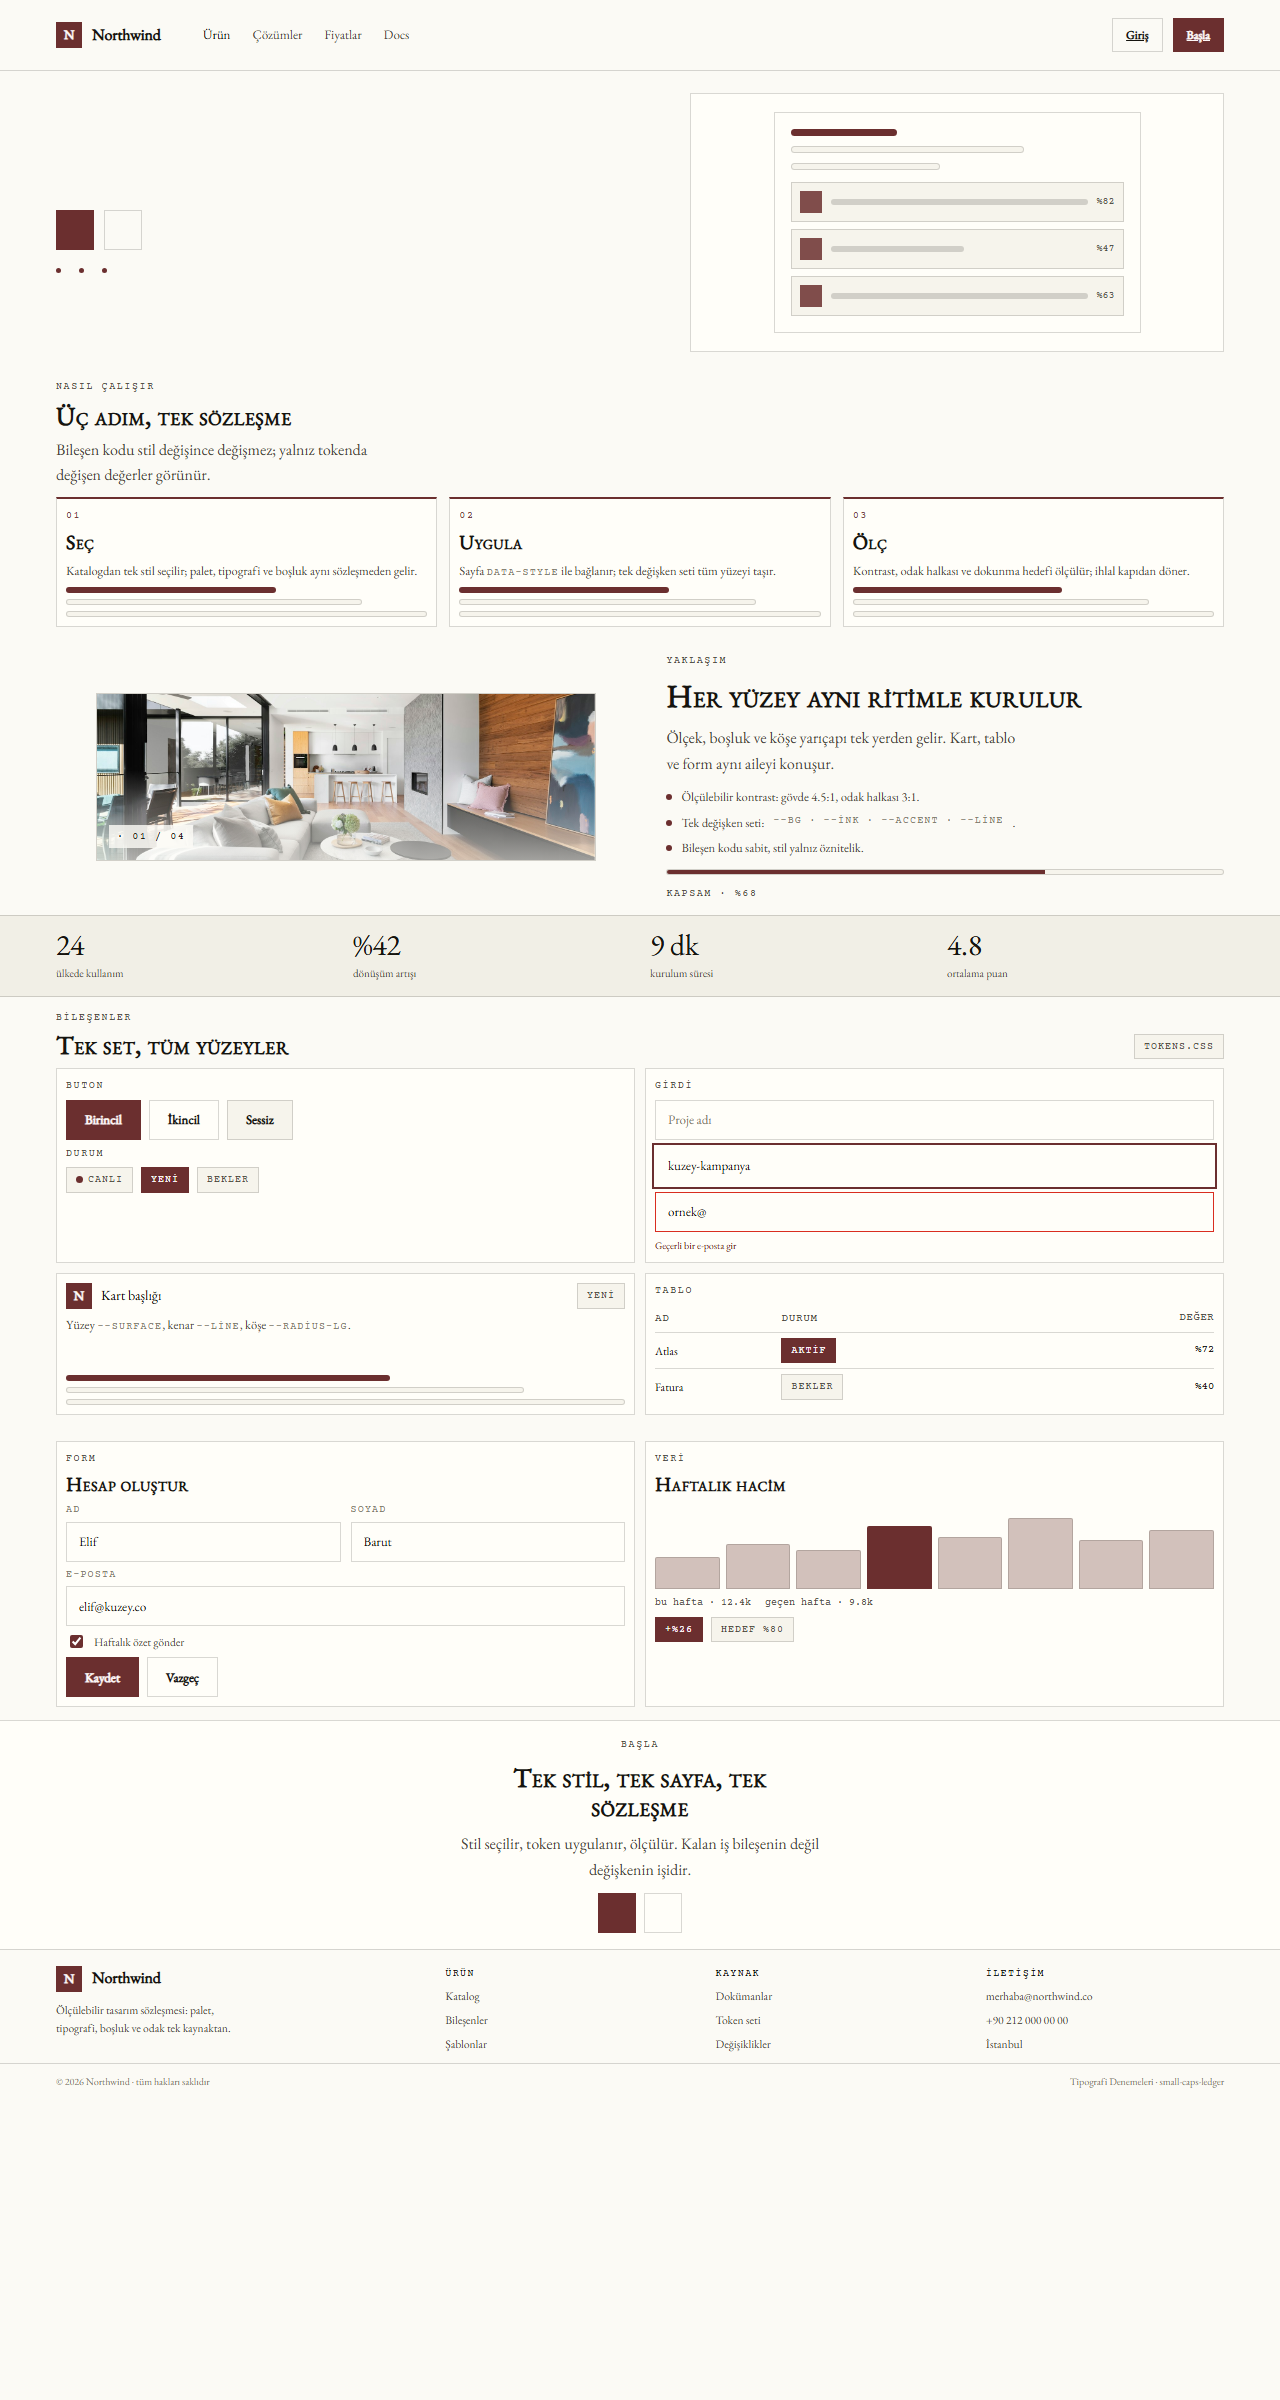 N Northwind Ürün Çözümler Fiyatlar Docs Giriş Başla
%82
%47
%63
NASIL ÇALIŞIR
Üç adım, tek sözleşme
Bileşen kodu stil değişince değişmez; yalnız tokenda
değişen değerler görünür.
01
Seç
Katalogdan tek stil seçilir; palet, tipografi ve boşluk aynı sözleşmeden gelir.
02
Uygula
Sayfa DATA-STYLE ile bağlanır; tek değişken seti tüm yüzeyi taşır.
03
Ölç
Kontrast, odak halkası ve dokunma hedefi ölçülür; ihlal kapıdan döner.
· 01 / 04
YAKLAŞIM
Her yüzey aynı ritimle kurulur
Ölçek, boşluk ve köşe yarıçapı tek yerden gelir. Kart, tablo
ve form aynı aileyi konuşur.
Ölçülebilir kontrast: gövde 4.5:1, odak halkası 3:1.
Tek değişken seti: --BG · --İNK · --ACCENT · --LİNE .
Bileşen kodu sabit, stil yalnız öznitelik.
KAPSAM · %68
24
ülkede kullanım
%42
dönüşüm artışı
9 dk
kurulum süresi
4.8
ortalama puan
BİLEŞENLER
Tek set, tüm yüzeyler
TOKENS.CSS
BUTON
Birincil İkincil Sessiz
DURUM
CANLI YENİ BEKLER
GİRDİ
Proje adı
kuzey-kampanya
ornek@
Geçerli bir e-posta gir
N Kart başlığı YENİ
Yüzey --SURFACE, kenar --LİNE, köşe --RADİUS-LG.
TABLO
AD DURUM DEĞER
Atlas AKTİF %72
Fatura BEKLER %40
FORM
Hesap oluştur
AD SOYAD
Elif Barut
E-POSTA
elif@kuzey.co
Haftalık özet gönder
Kaydet Vazgeç
VERİ
Haftalık hacim
bu hafta · 12.4k geçen hafta · 9.8k
+%26 HEDEF %80
BAŞLA
Tek stil, tek sayfa, tek
sözleşme
Stil seçilir, token uygulanır, ölçülür. Kalan iş bileşenin değil
değişkenin işidir.
N Northwind
Ölçülebilir tasarım sözleşmesi: palet,
tipografi, boşluk ve odak tek kaynaktan.
ÜRÜN
Katalog
Bileşenler
Şablonlar
KAYNAK
Dokümanlar
Token seti
Değişiklikler
İLETİŞİM
merhaba@northwind.co
+90 212 000 00 00
İstanbul
© 2026 Northwind · tüm hakları saklıdır
Tipografi Denemeleri · small-caps-ledger